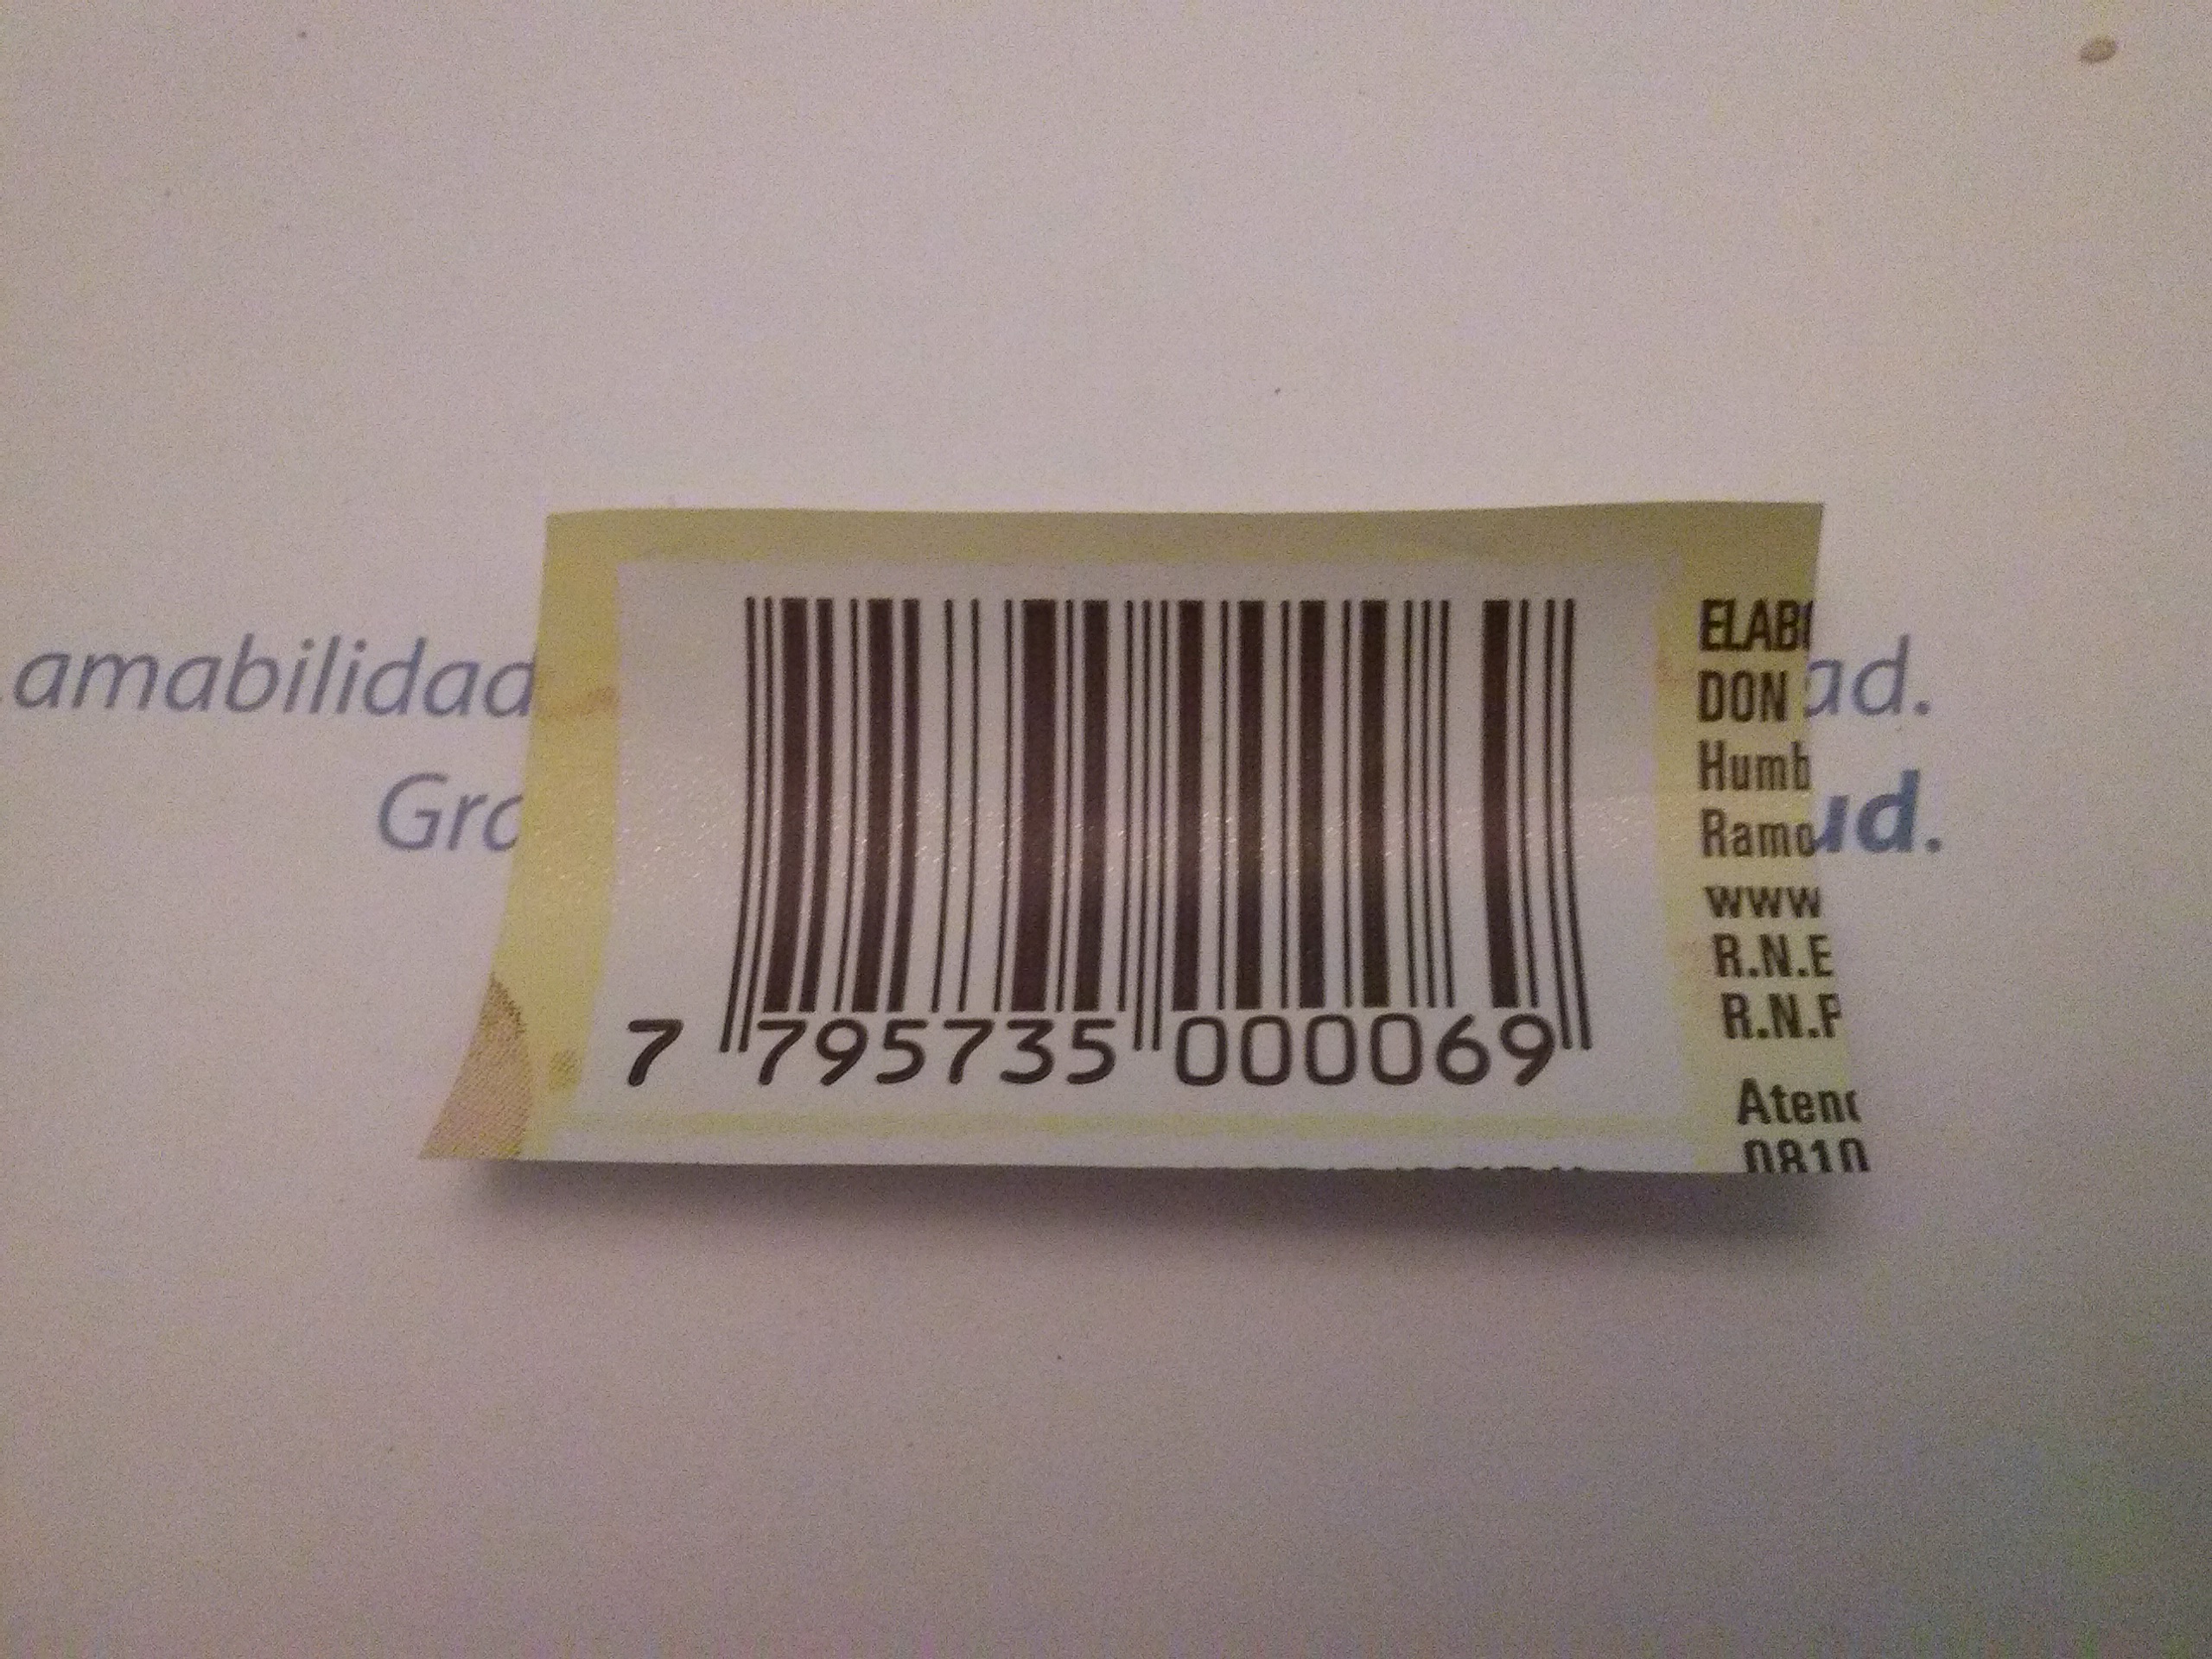 amabilidad
ad.
Gra
ud.
7 795735 000069
ELAB
DON
Humb
Ramo
www
R.N.E
R.N.P
Atenc
0810